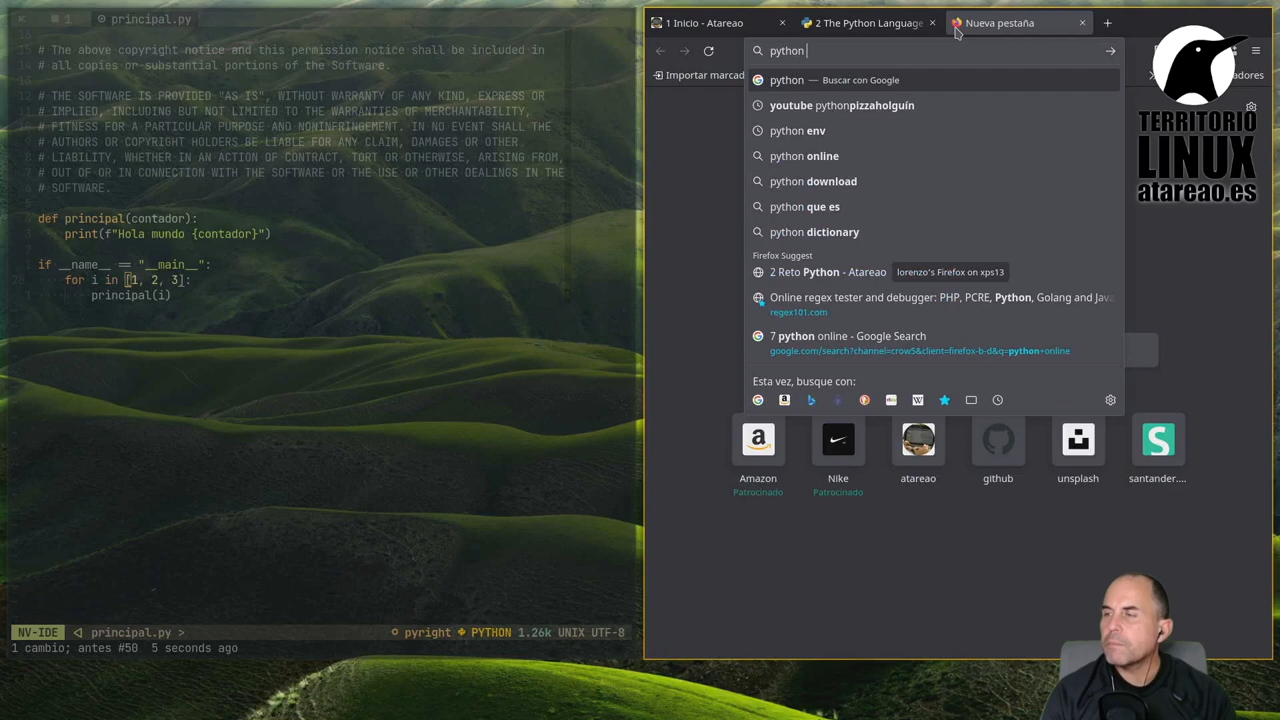 1
principal.py
16
# The above copyright notice and this permission notice shall be included in
# all copies or substantial portions of the Software.
# THE SOFTWARE IS PROVIDED "AS IS", WITHOUT WARRANTY OF ANY KIND, EXPRESS OR
# IMPLIED, INCLUDING BUT NOT LIMITED TO THE WARRANTIES OF MERCHANTABILITY,
# FITNESS FOR A PARTICULAR PURPOSE AND NONINFRINGEMENT. IN NO EVENT SHALL THE
# AUTHORS OR COPYRIGHT HOLDERS BE LIABLE FOR ANY CLAIM, DAMAGES OR OTHER
# LIABILITY, WHETHER IN AN ACTION OF CONTRACT, TORT OR OTHERWISE, ARISING FROM,
# OUT OF OR IN CONNECTION WITH THE SOFTWARE OR THE USE OR OTHER DEALINGS IN THE
# SOFTWARE.
def principal(contador):
print(f"Hola mundo {contador}")
if __name__ == "__main__":
for i in [1, 2, 3]:
principal(i)
NV-IDE principal.py > pyright PYTHON 1.26k UNIX UTF-8
1 cambio; antes #50 5 seconds ago
1 Inicio - Atareao
2 The Python Language
Nueva pestaña
python
Importar marcad
adores
python — Buscar con Google
youtube pythonpizzaholguín
python env
python online
python download
python que es
python dictionary
Firefox Suggest
2 Reto Python - Atareao lorenzo's Firefox on xps13
Online regex tester and debugger: PHP, PCRE, Python, Golang and Java
regex101.com
7 python online - Google Search
google.com/search?channel=crow5&client=firefox-b-d&q=python+online
Esta vez, busque con:
Amazon
Patrocinado
Nike
Patrocinado
atareao
github
unsplash
santander....
TERRITORIO
LINUX
atareao.es